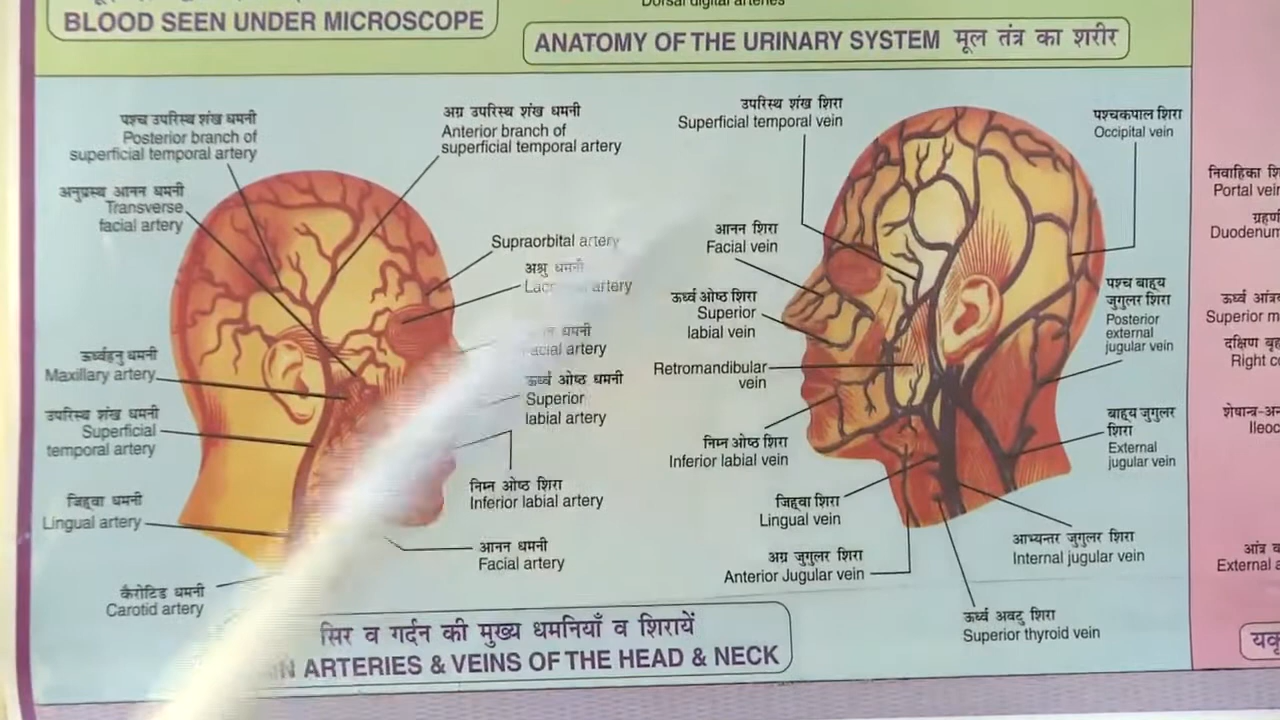 BLOOD SEEN UNDER MICROSCOPE
Dorsal digital arteries
ANATOMY OF THE URINARY SYSTEM मूल तंत्र का शरीर
पश्च उपरिस्थ शंख धमनी
Posterior branch of
superficial temporal artery
अग्र उपरिस्थ शंख धमनी
Anterior branch of
superficial temporal artery
अनुप्रस्थ आनन धमनी
Transverse
facial artery
Supraorbital artery
अश्रु धमनी
artery
धमनी
artery
ऊर्ध्व ओष्ठ धमनी
Superior
labial artery
ऊर्ध्वहनु धमनी
Maxillary artery
उपरिस्थ शंख धमनी
Superficial
temporal artery
निम्न ओष्ठ शिरा
Inferior labial artery
जिह्वा धमनी
Lingual artery
आनन धमनी
Facial artery
कैरोटिड धमनी
Carotid artery
सिर व गर्दन की मुख्य धमनियाँ व शिरायें
ARTERIES & VEINS OF THE HEAD & NECK
उपरिस्थ शंख शिरा
Superficial temporal vein
पश्चकपाल शिरा
Occipital vein
आनन शिरा
Facial vein
ऊर्ध्व ओष्ठ शिरा
Superior
labial vein
पश्च बाहय
जुगुलर शिरा
Posterior
external
jugular vein
Retromandibular
vein
निम्न ओष्ठ शिरा
Inferior labial vein
बाहय जुगुलर
शिरा
External
jugular vein
जिह्वा शिरा
Lingual vein
अग्र जुगुलर शिरा
Anterior Jugular vein
आभ्यन्तर जुगुलर शिरा
Internal jugular vein
ऊर्ध्व अवटु शिरा
Superior thyroid vein
निवाहिका
Portal
Superior
दक्षिण
Right
External